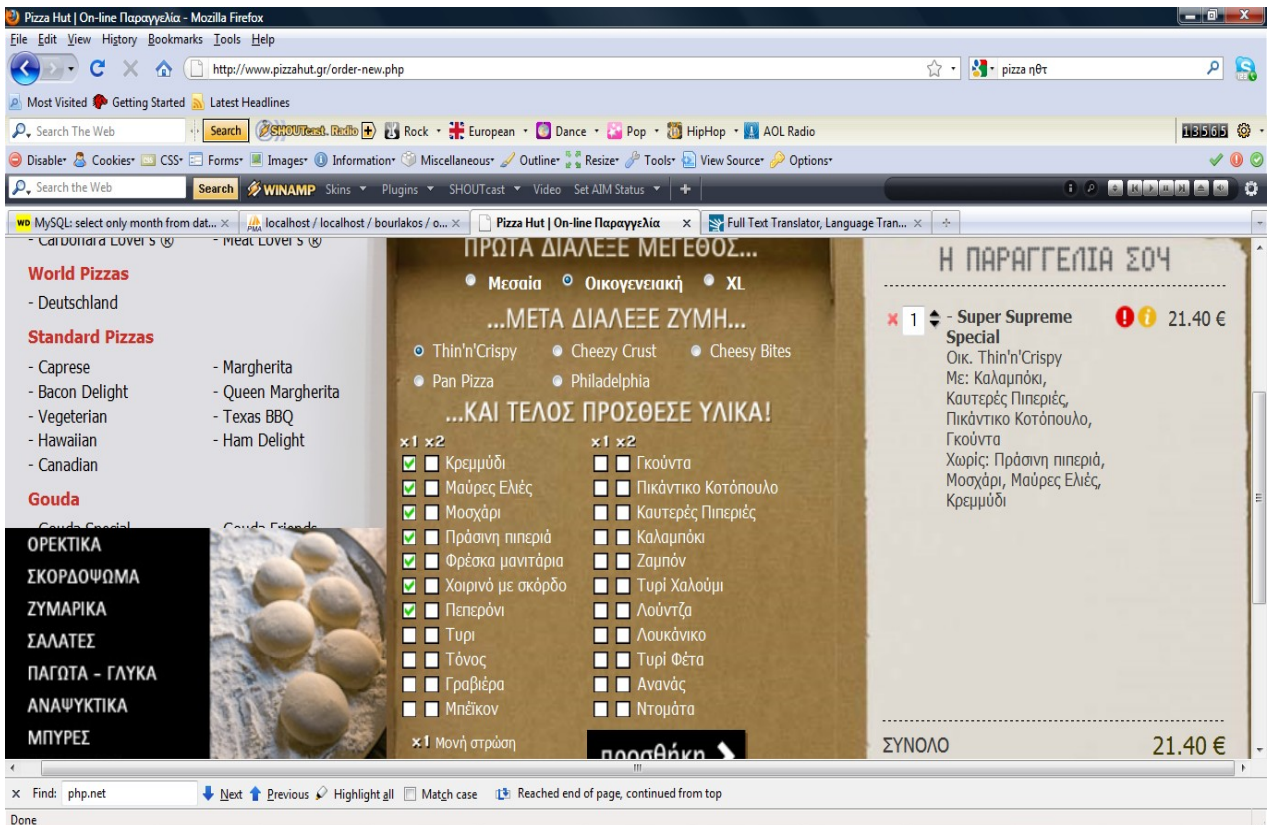 Pizza Hut | On-line Παραγγελία - Mozilla Firefox
File Edit View History Bookmarks Tools Help
http://www.pizzahut.gr/order-new.php
pizza ηθτ
Most Visited Getting Started Latest Headlines
Search The Web Search SHOUTcast Radio Rock European Dance Pop HipHop AOL Radio 13565
Disable Cookies CSS Forms Images Information Miscellaneous Outline Resize Tools View Source Options
Search the Web Search WINAMP Skins Plugins SHOUTcast Video Set AIM Status
MySQL: select only month from dat... localhost / localhost / bourlakos / o... Pizza Hut | On-line Παραγγελία Full Text Translator, Language Tran...
- Carbonara Lover's ® - Meat Lover's ®
World Pizzas
- Deutschland
Standard Pizzas
- Caprese - Margherita
- Bacon Delight - Queen Margherita
- Vegeterian - Texas BBQ
- Hawaiian - Ham Delight
- Canadian
Gouda
- Gouda Special - Gouda Friends
ΟΡΕΚΤΙΚΑ
ΣΚΟΡΔΟΨΩΜΑ
ΖΥΜΑΡΙΚΑ
ΣΑΛΑΤΕΣ
ΠΑΓΩΤΑ - ΓΛΥΚΑ
ΑΝΑΨΥΚΤΙΚΑ
ΜΠΥΡΕΣ
ΠΡΩΤΑ ΔΙΑΛΕΞΕ ΜΕΓΕΘΟΣ...
Μεσαία Οικογενειακή XL
...ΜΕΤΑ ΔΙΑΛΕΞΕ ΖΥΜΗ...
Thin'n'Crispy Cheezy Crust Cheesy Bites
Pan Pizza Philadelphia
...ΚΑΙ ΤΕΛΟΣ ΠΡΟΣΘΕΣΕ ΥΛΙΚΑ!
x1 x2 x1 x2
Κρεμμύδι Γκούντα
Μαύρες Ελιές Πικάντικο Κοτόπουλο
Μοσχάρι Καυτερές Πιπεριές
Πράσινη πιπεριά Καλαμπόκι
Φρέσκα μανιτάρια Ζαμπόν
Χοιρινό με σκόρδο Τυρί Χαλούμι
Πεπερόνι Λούντζα
Τυρι Λουκάνικο
Τόνος Τυρί Φέτα
Γραβιέρα Ανανάς
Μπέϊκον Ντομάτα
x1 Μονή στρώση
προσθήκη
Η ΠΑΡΑΓΓΕΛΙΑ ΣΟΥ
1 - Super Supreme 21.40 €
Special
Οικ. Thin'n'Crispy
Με: Καλαμπόκι,
Καυτερές Πιπεριές,
Πικάντικο Κοτόπουλο,
Γκούντα
Χωρίς: Πράσινη πιπεριά,
Μοσχάρι, Μαύρες Ελιές,
Κρεμμύδι
ΣΥΝΟΛΟ 21.40 €
Find: php.net Next Previous Highlight all Match case Reached end of page, continued from top
Done